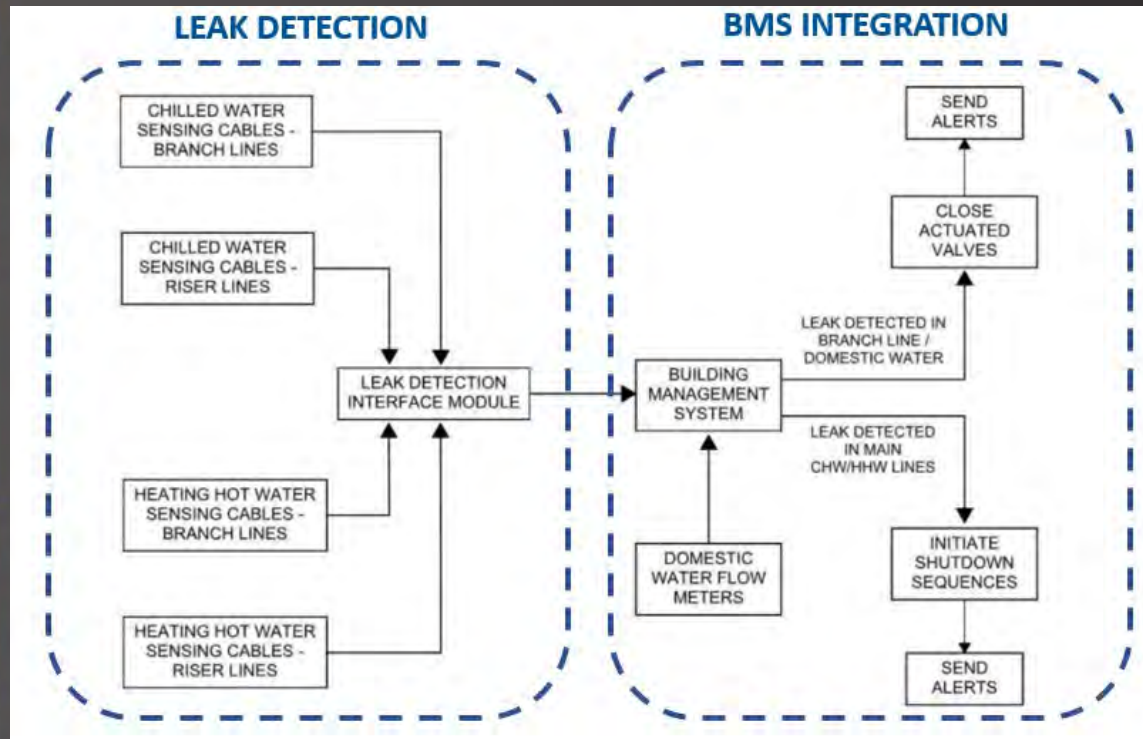 LEAK DETECTION
CHILLED WATER
SENSING CABLES -
BRANCH LINES
CHILLED WATER
SENSING CABLES -
RISER LINES
LEAK DETECTION
INTERFACE MODULE
HEATING HOT WATER
SENSING CABLES -
BRANCH LINES
HEATING HOT WATER
SENSING CABLES -
RISER LINES
BMS INTEGRATION
SEND
ALERTS
CLOSE
ACTUATED
VALVES
LEAK DETECTED IN
BRANCH LINE /
DOMESTIC WATER
BUILDING
MANAGEMENT
SYSTEM
LEAK DETECTED
IN MAIN
CHW/HHW LINES
DOMESTIC
WATER FLOW
METERS
INITIATE
SHUTDOWN
SEQUENCES
SEND
ALERTS